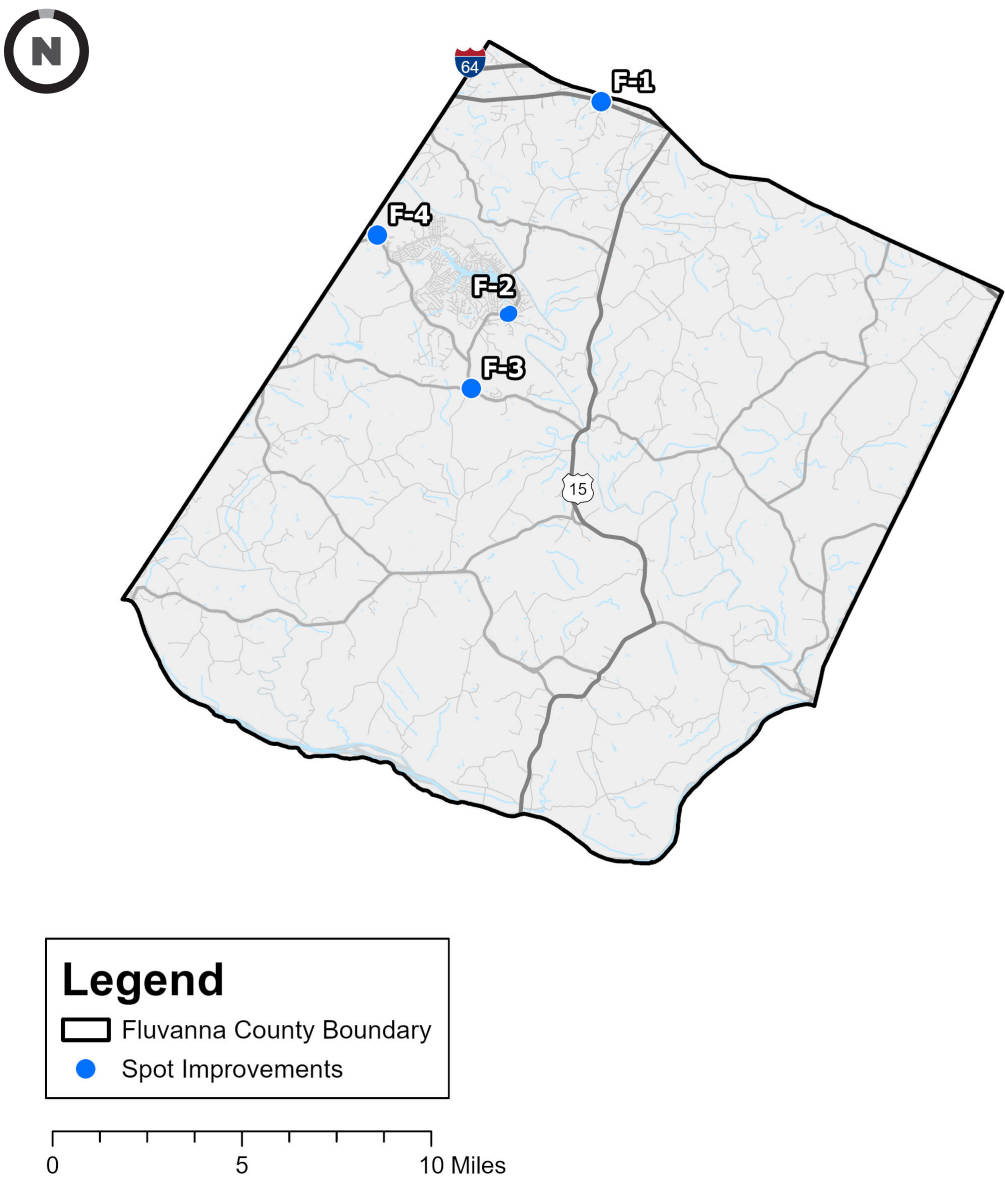 N
64
F-1
F-4
F-2
F-3
15
Legend
Fluvanna County Boundary
Spot Improvements
0 5 10 Miles